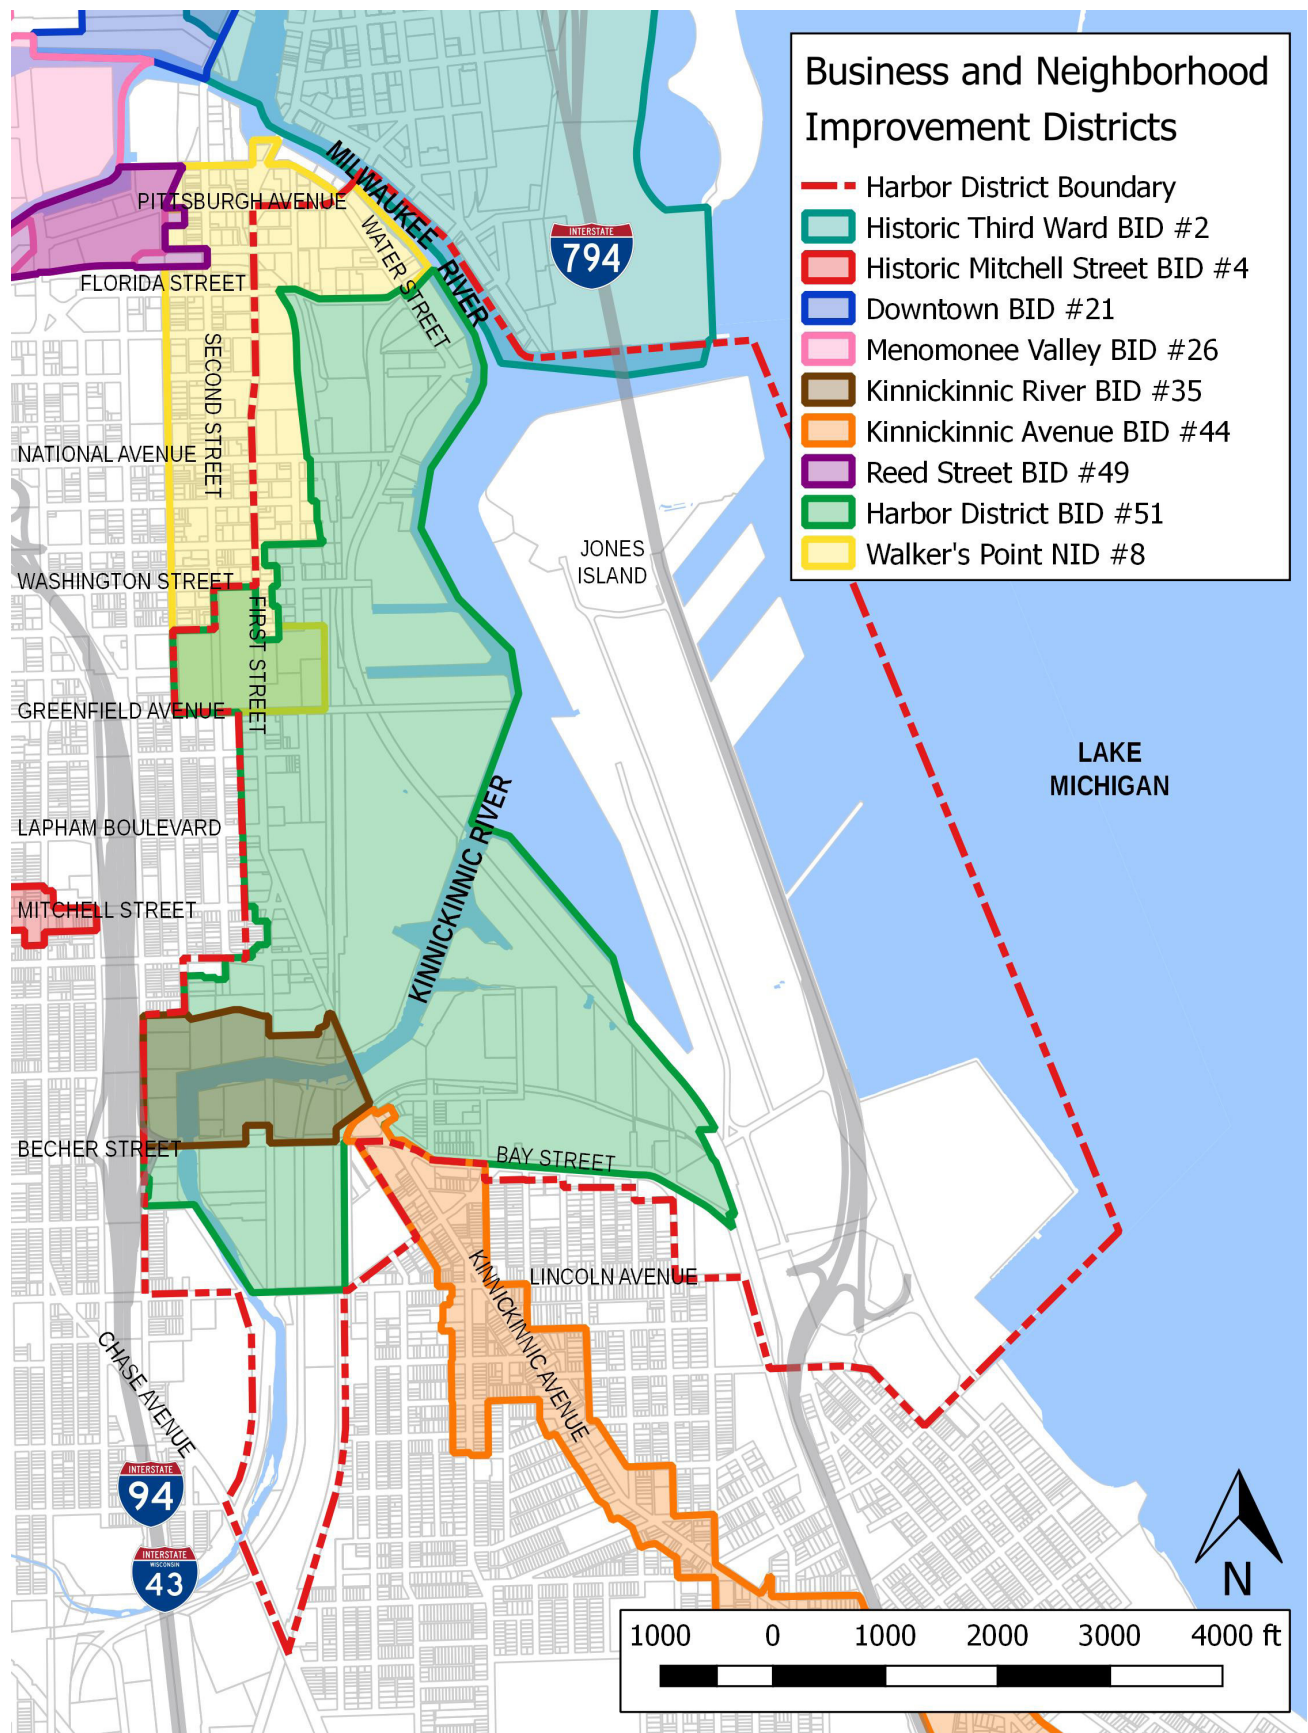 Business and Neighborhood
Improvement Districts
Harbor District Boundary
Historic Third Ward BID #2
Historic Mitchell Street BID #4
Downtown BID #21
Menomonee Valley BID #26
Kinnickinnic River BID #35
Kinnickinnic Avenue BID #44
Reed Street BID #49
Harbor District BID #51
Walker's Point NID #8
MILWAUKEE RIVER
PITTSBURGH AVENUE
WATER STREET
INTERSTATE
794
FLORIDA STREET
SECOND STREET
NATIONAL AVENUE
JONES
ISLAND
WASHINGTON STREET
FIRST STREET
GREENFIELD AVENUE
LAKE
MICHIGAN
KINNICKINNIC RIVER
LAPHAM BOULEVARD
MITCHELL STREET
BECHER STREET
BAY STREET
LINCOLN AVENUE
KINNICKINNIC AVENUE
CHASE AVENUE
INTERSTATE
94
INTERSTATE
WISCONSIN
43
N
1000 0 1000 2000 3000 4000 ft